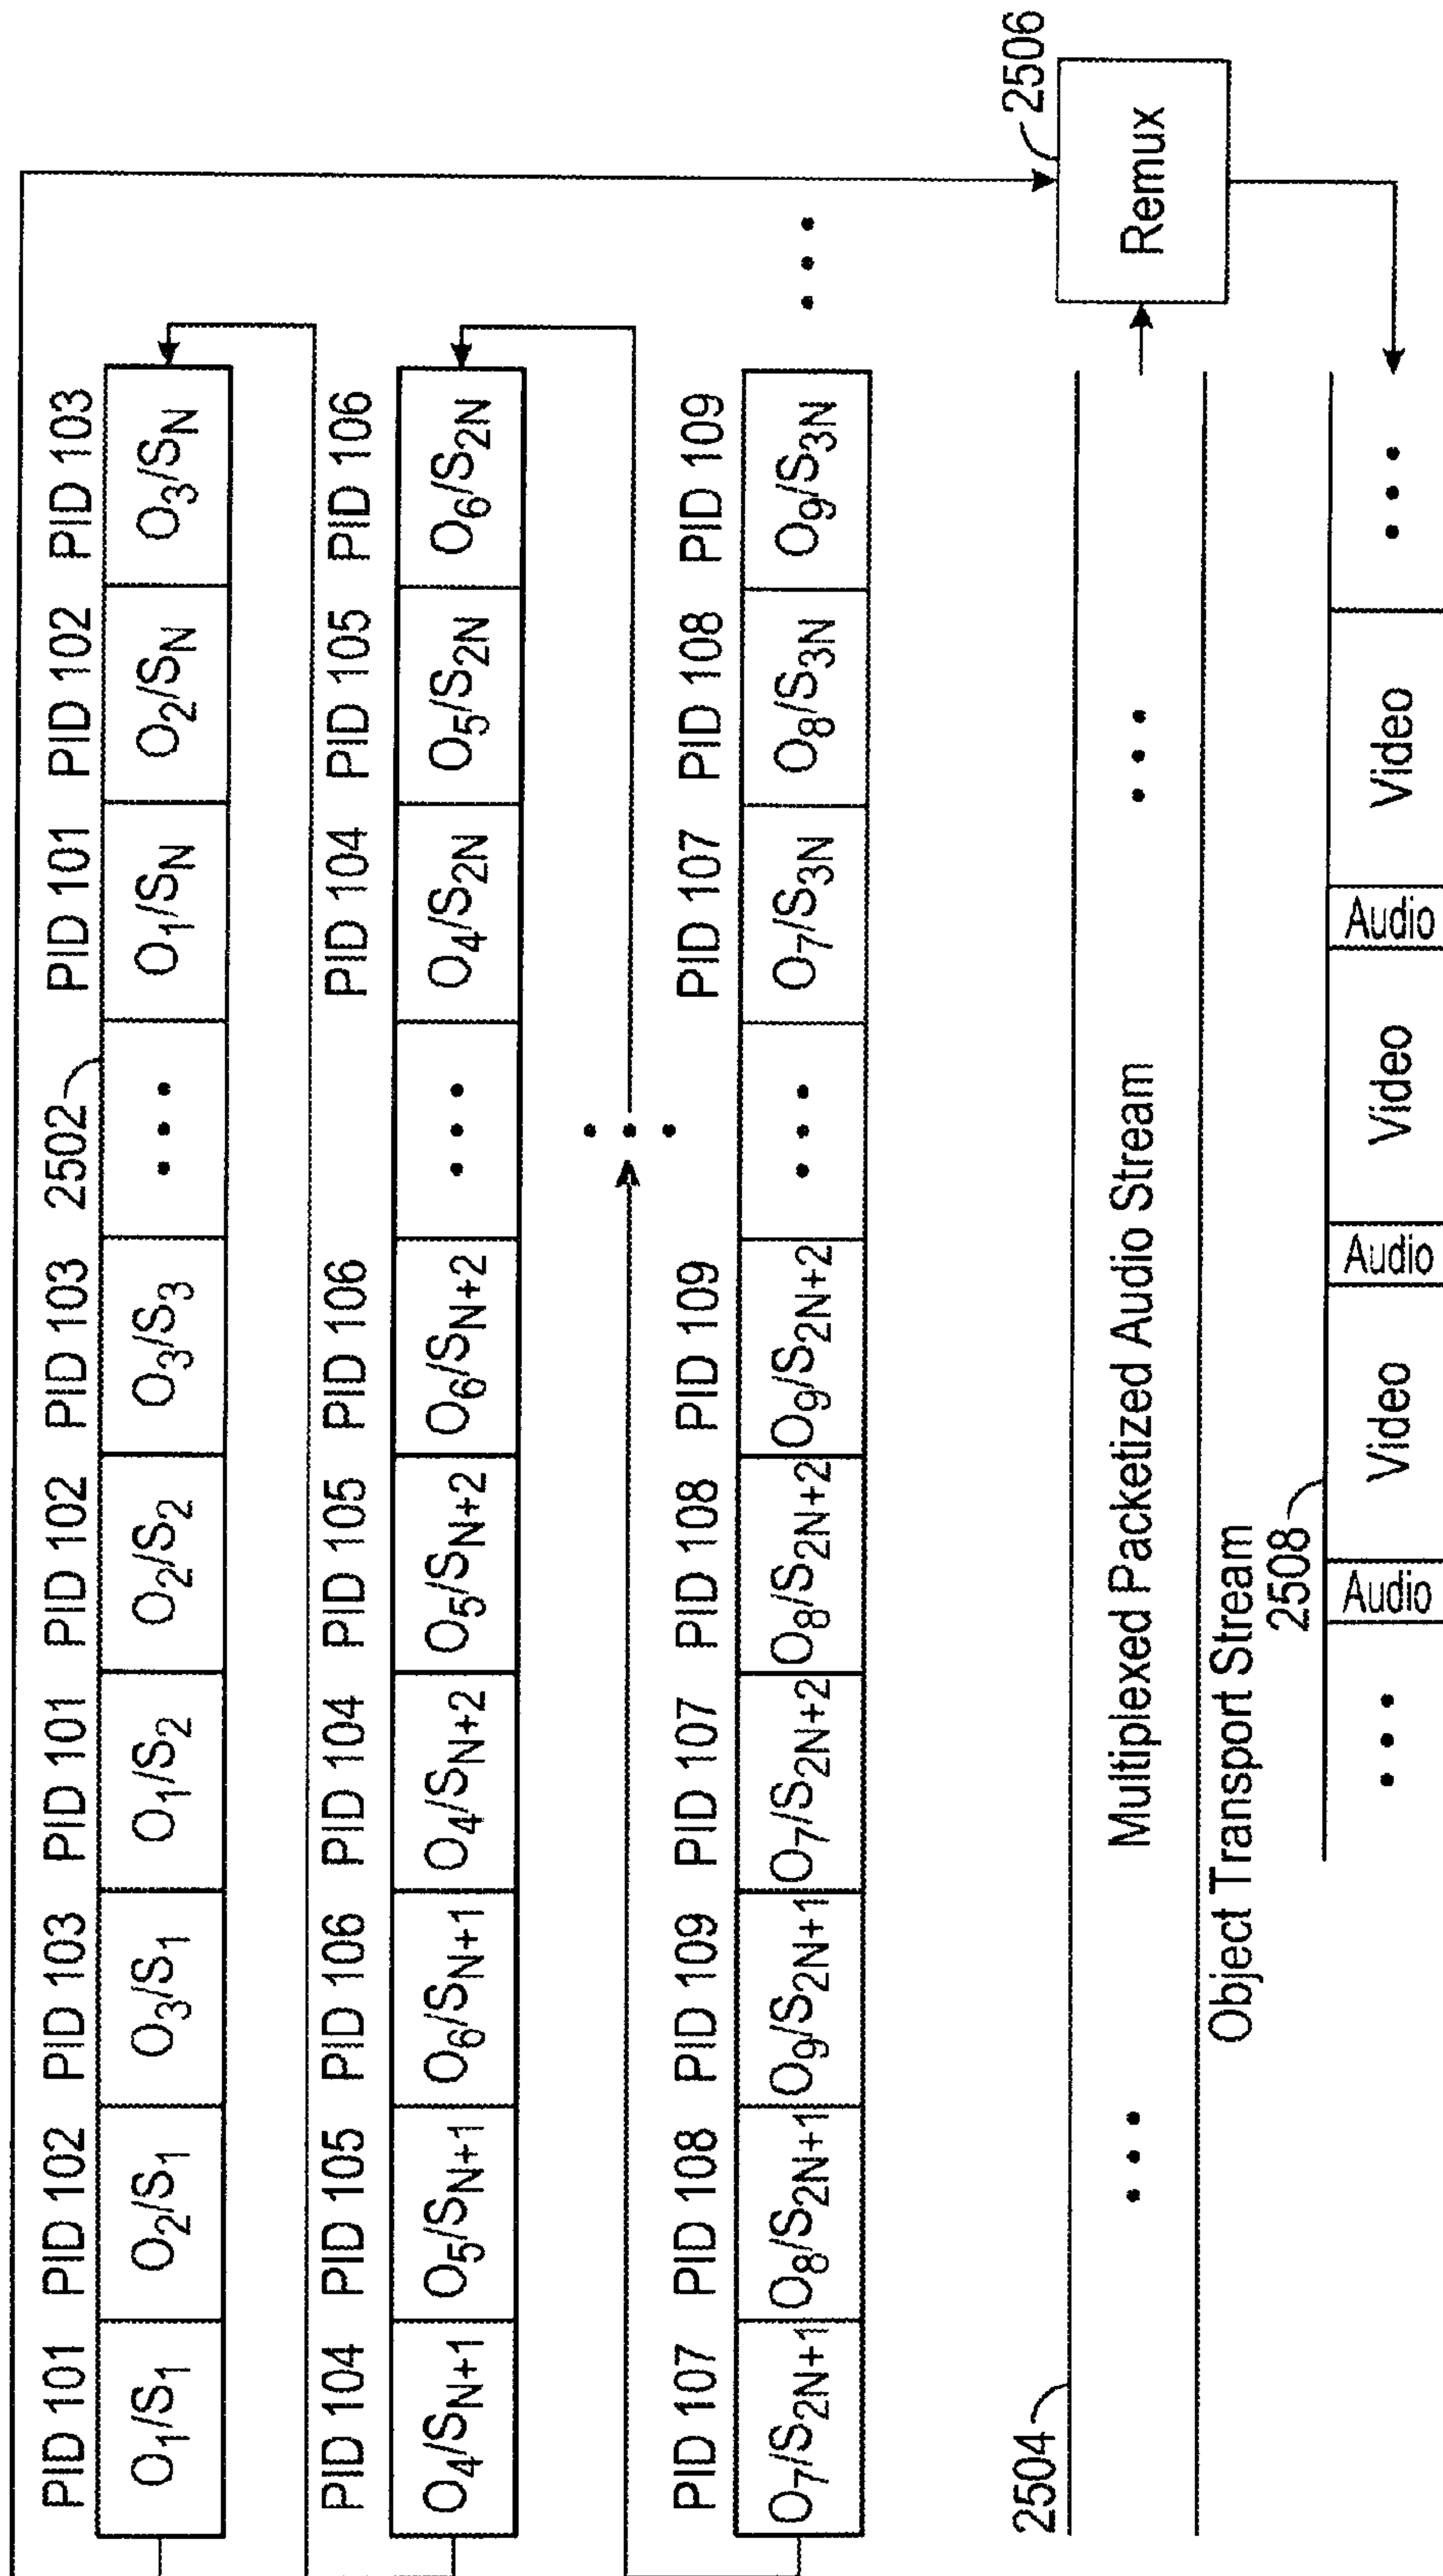 PID 101 PID 102 PID 103 PID 101 PID 102 PID 103 2502 PID 101 PID 102 PID 103
O1/S1 O2/S1 O3/S1 O1/S2 O2/S2 O3/S3 • • • O1/SN O2/SN O3/SN
PID 104 PID 105 PID 106 PID 104 PID 105 PID 106 PID 104 PID 105 PID 106
O4/SN+1 O5/SN+1 O6/SN+1 O4/SN+2 O5/SN+2 O6/SN+2 • • • O4/S2N O5/S2N O6/S2N
PID 107 PID 108 PID 109 PID 107 PID 108 PID 109 PID 107 PID 108 PID 109
O7/S2N+1 O8/S2N+1 O9/S2N+1 O7/S2N+2 O8/S2N+2 O9/S2N+2 • • • O7/S3N O8/S3N O9/S3N • • •
2504 2506
• • • Multiplexed Packetized Audio Stream • • • Remux
Object Transport Stream
2508
• • • Audio Video Audio Video Audio Video • • •